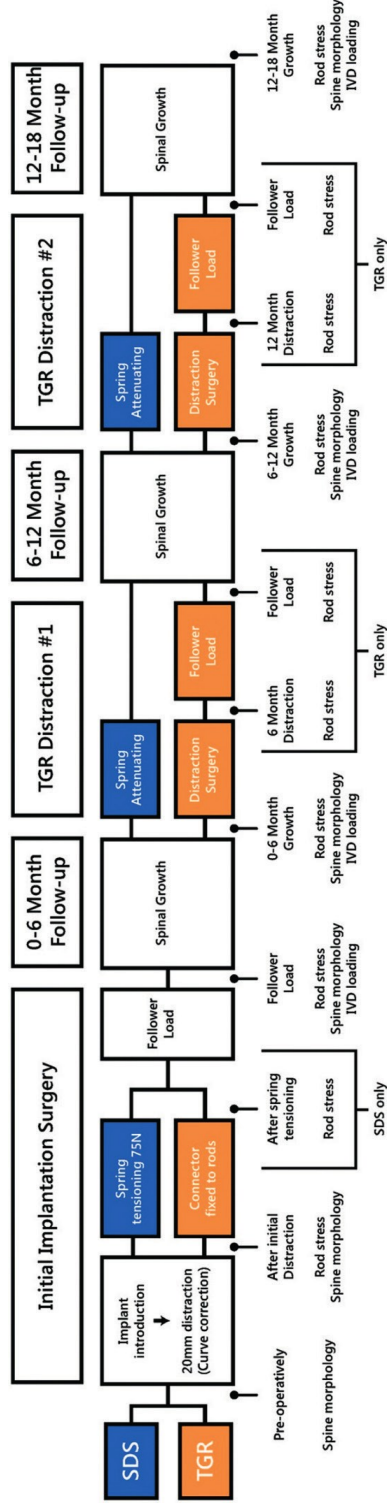 Initial Implantation Surgery
0-6 Month
Follow-up
TGR Distraction #1
6-12 Month
Follow-up
TGR Distraction #2
12-18 Month
Follow-up
SDS
TGR
Implant
introduction
20mm distraction
(Curve correction)
Spring
tensioning 75N
Connector
fixed to rods
Follower
Load
Spinal Growth
Spring
Attenuating
Distraction
Surgery
Follower
Load
Spinal Growth
Spring
Attenuating
Distraction
Surgery
Follower
Load
Spinal Growth
Pre-operatively
Spine morphology
After initial
Distraction
Rod stress
Spine morphology
After spring
tensioning
Rod stress
SDS only
Follower
Load
Rod stress
Spine morphology
IVD loading
0-6 Month
Growth
Rod stress
Spine morphology
IVD loading
6 Month
Distraction
Rod stress
Follower
Load
Rod stress
TGR only
6-12 Month
Growth
Rod stress
Spine morphology
IVD loading
12 Month
Distraction
Rod stress
Follower
Load
Rod stress
TGR only
12-18 Month
Growth
Rod stress
Spine morphology
IVD loading